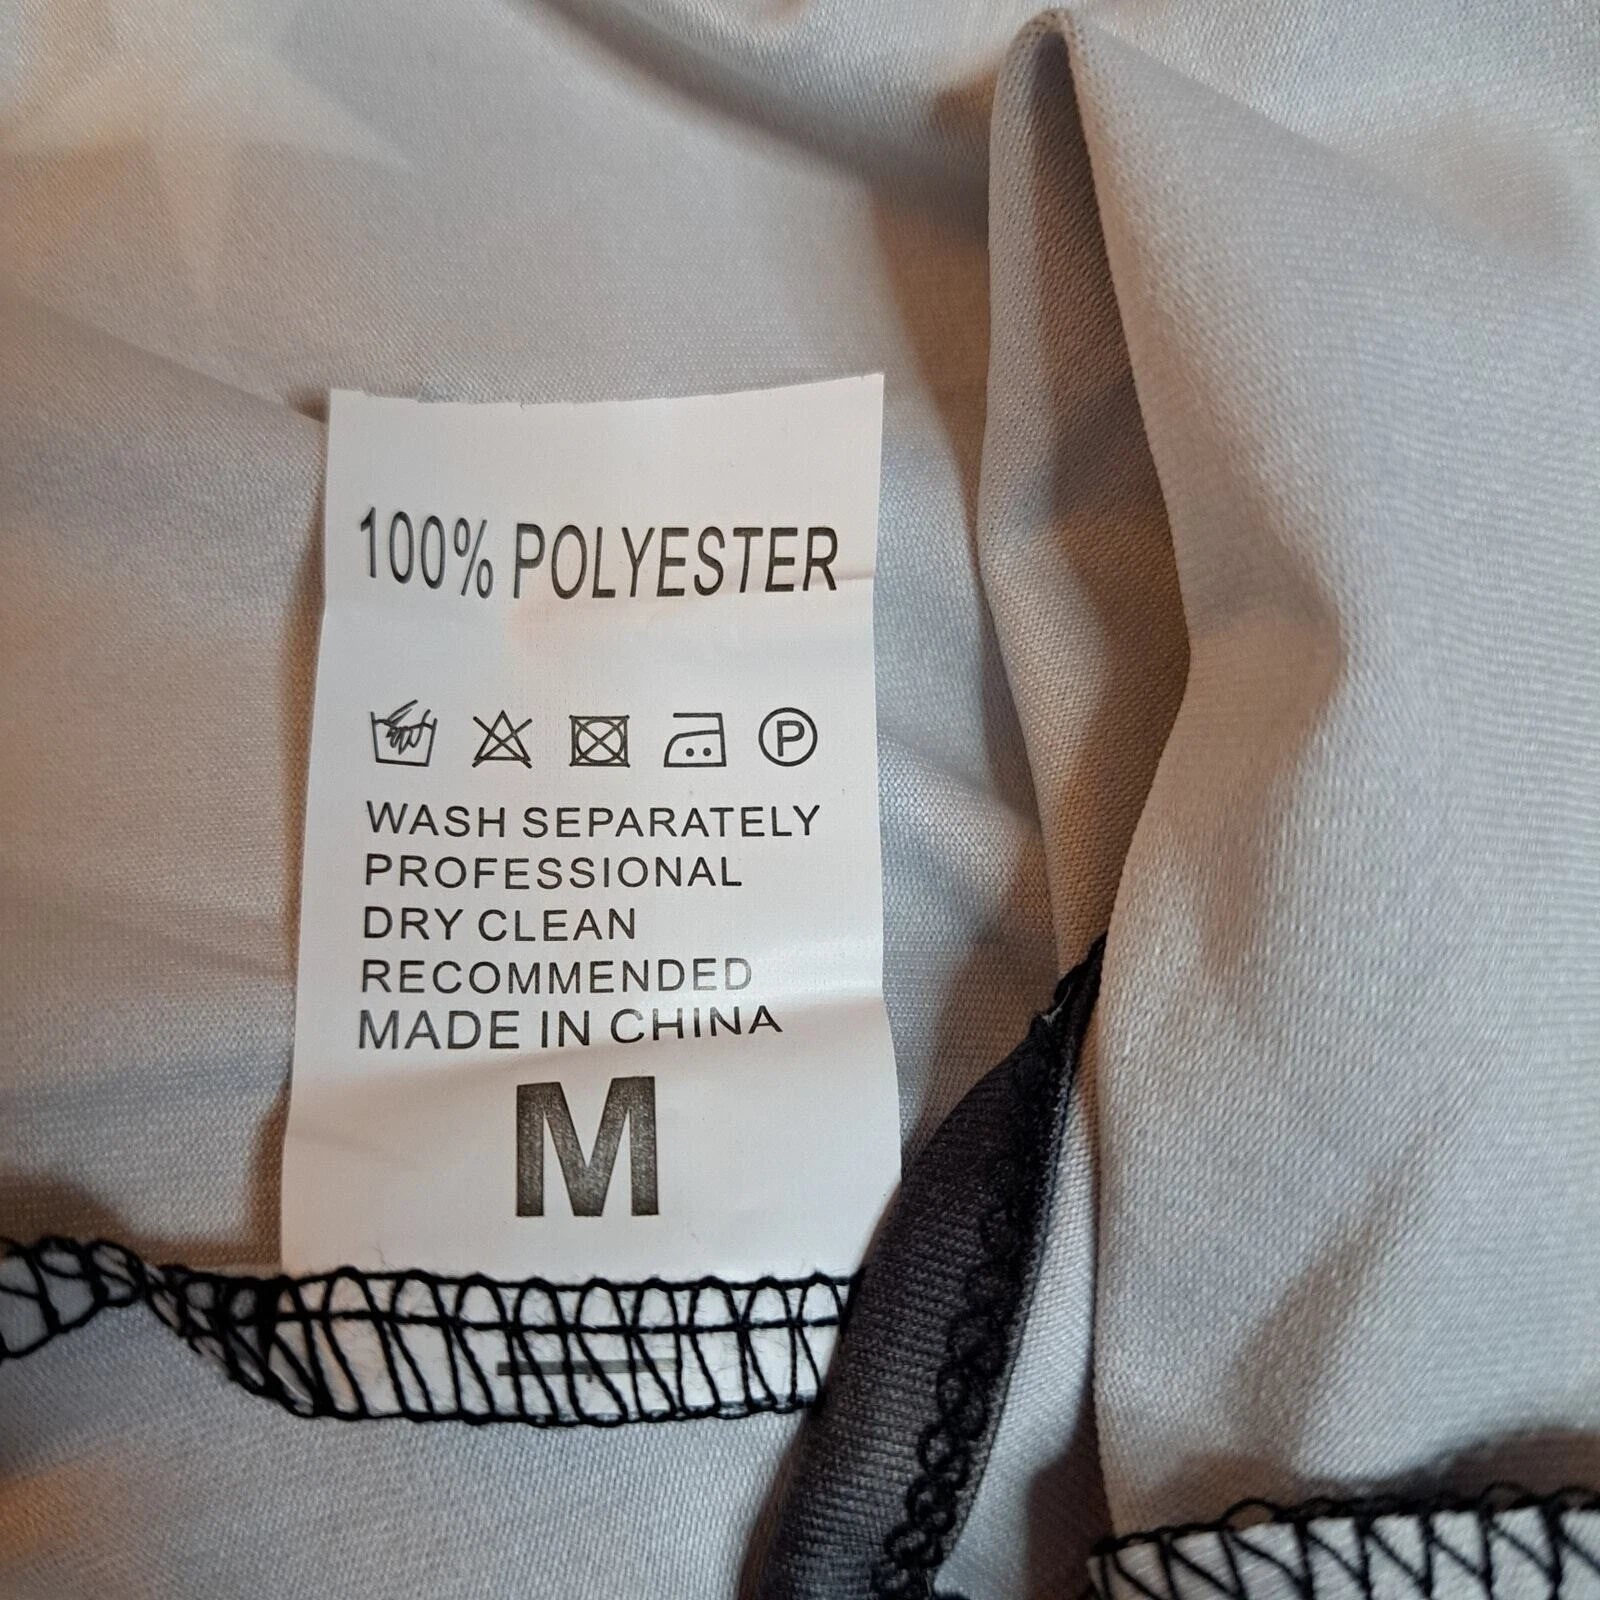 100% POLYESTER
P
WASH SEPARATELY
PROFESSIONAL
DRY CLEAN
RECOMMENDED
MADE IN CHINA
M